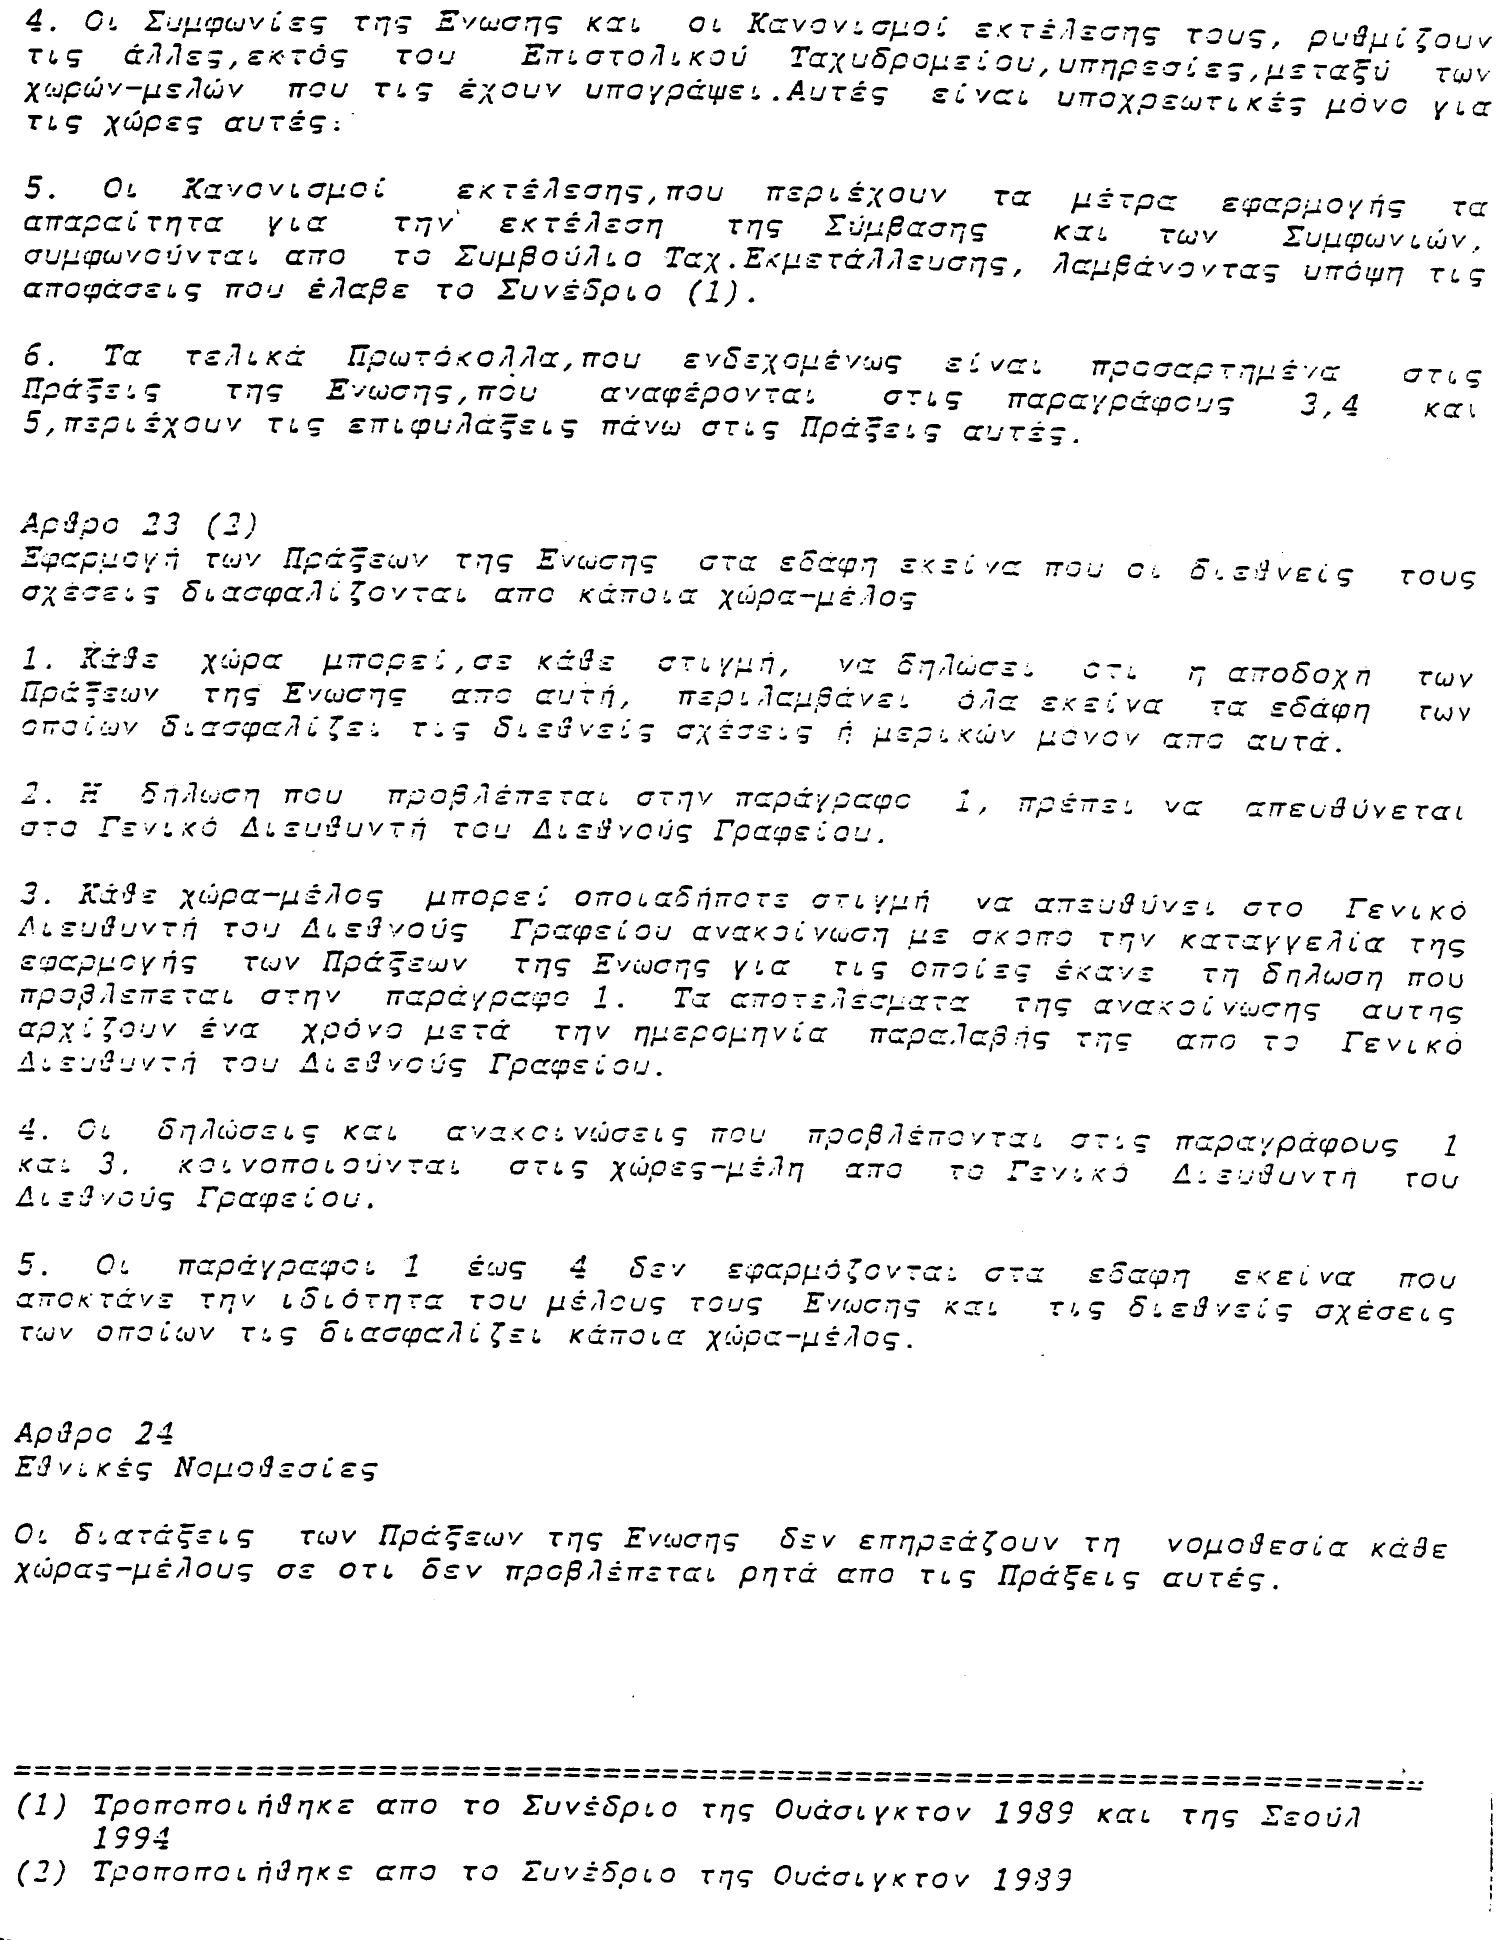 4. Οι Συμφωνίες της Ενωσης και οι Κανονισμοί εκτέλεσης τους, ρυθμίζουν
τις άλλες,εκτός του Επιστολικού Ταχυδρομείου,υπηρεσίες,μεταξύ των
χωρών-μελών που τις έχουν υπογράψει.Αυτές είναι υποχρεωτικές μόνο για
τις χώρες αυτές.
5. Οι Κανονισμοί εκτέλεσης,που περιέχουν τα μέτρα εφαρμογής τα
απαραίτητα για την εκτέλεση της Σύμβασης και των Συμφωνιών,
συμφωνούνται απο το Συμβούλιο Ταχ.Εκμετάλλευσης, λαμβάνοντας υπόψη τις
αποφάσεις που έλαβε το Συνέδριο (1).
6. Τα τελικά Πρωτόκολλα,που ενδεχομένως είναι προσαρτημένα στις
Πράξεις της Ενωσης,που αναφέρονται στις παραγράφους 3,4 και
5,περιέχουν τις επιφυλάξεις πάνω στις Πράξεις αυτές.
Αρθρο 23 (2)
Εφαρμογή των Πράξεων της Ενωσης στα εδάφη εκείνα που οι διεθνείς τους
σχέσεις διασφαλίζονται απο κάποια χώρα-μέλος
1. Κάθε χώρα μπορεί,σε κάθε στιγμή, να δηλώσει οτι η αποδοχή των
Πράξεων της Ενωσης απο αυτή, περιλαμβάνει όλα εκείνα τα εδάφη των
οποίων διασφαλίζει τις διεθνείς σχέσεις ή μερικών μόνον απο αυτά.
2. Η δήλωση που προβλέπεται στην παράγραφο 1, πρέπει να απευθύνεται
στο Γενικό Διευθυντή του Διεθνούς Γραφείου.
3. Κάθε χώρα-μέλος μπορεί οποιαδήποτε στιγμή να απευθύνει στο Γενικό
Διευθυντή του Διεθνούς Γραφείου ανακοίνωση με σκοπο την καταγγελία της
εφαρμογής των Πράξεων της Ενωσης για τις οποίες έκανε τη δηλωση που
προβλεπεται στην παράγραφο 1. Τα αποτελέσματα της ανακοίνωσης αυτης
αρχίζουν ένα χρόνο μετά την ημερομηνία παραλαβής της απο το Γενικό
Διευθυντή του Διεθνούς Γραφείου.
4. Οι δηλώσεις και ανακοινώσεις που προβλέπονται στις παραγράφους 1
και 3, κοινοποιούνται στις χώρες-μέλη απο το Γενικό Διευθυντή του
Διεθνούς Γραφείου.
5. Οι παράγραφοι 1 έως 4 δεν εφαρμόζονται στα εδαφη εκείνα που
αποκτάνε την ιδιότητα του μέλους τους Ενωσης και τις διεθνείς σχέσεις
των οποίων τις διασφαλίζει κάποια χώρα-μέλος.
Αρθρο 24
Εθνικές Νομοθεσίες
Οι διατάξεις των Πράξεων της Ενωσης δεν επηρεάζουν τη νομοθεσία κάθε
χώρας-μέλους σε οτι δεν προβλέπεται ρητά απο τις Πράξεις αυτές.
======================================================================
(1) Τροποποιήθηκε απο το Συνέδριο της Ουάσιγκτον 1989 και της Σεούλ
1994
(2) Τροποποιήθηκε απο το Συνέδριο της Ουάσιγκτον 1989